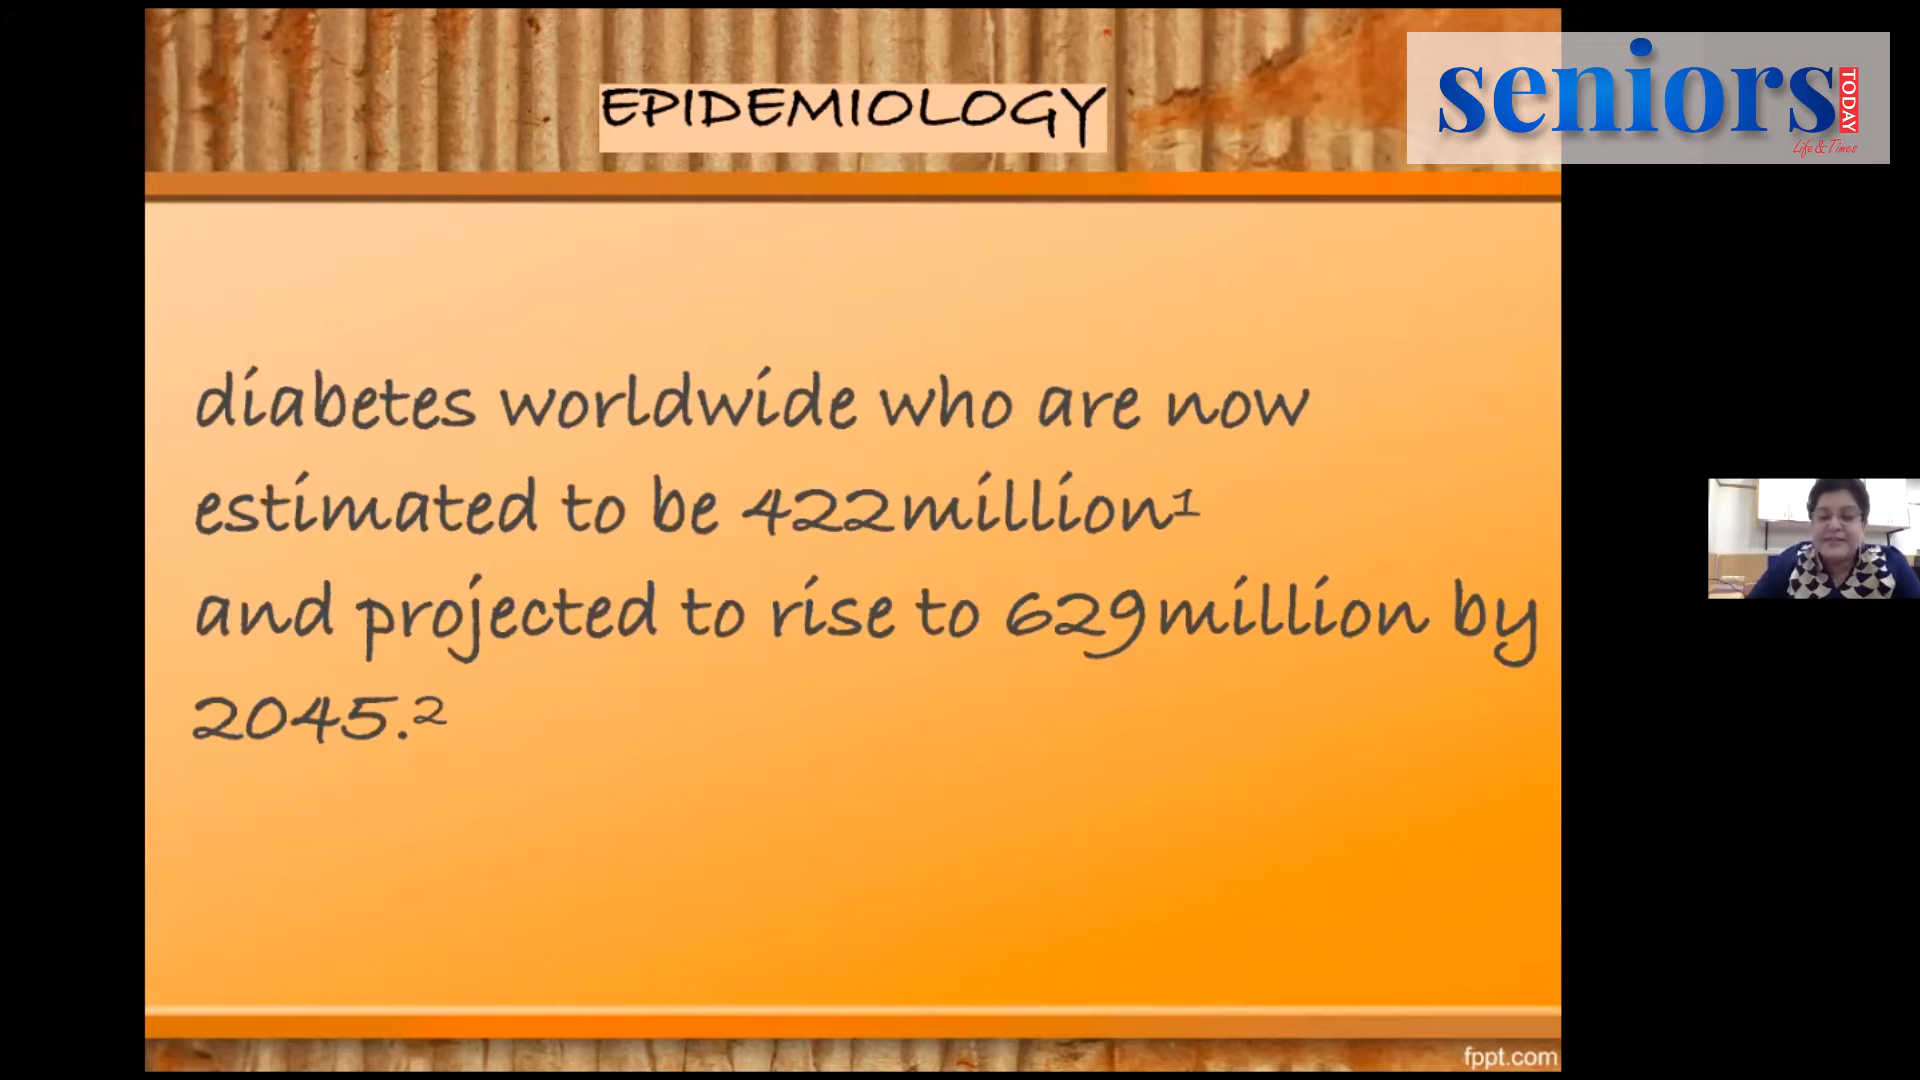 EPIDEMIOLOGY
seniors
TODAY
Life & Times
diabetes worldwide who are now
estimated to be 422million¹
and projected to rise to 629million by
2045.²
fppt.com